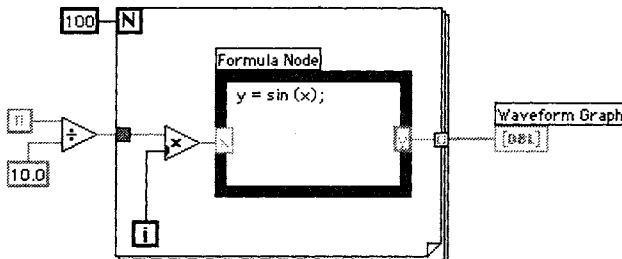 100 N
Formula Node
y = sin (x);
π
÷
x
x
y
Waveform Graph
[DBL]
10.0
i